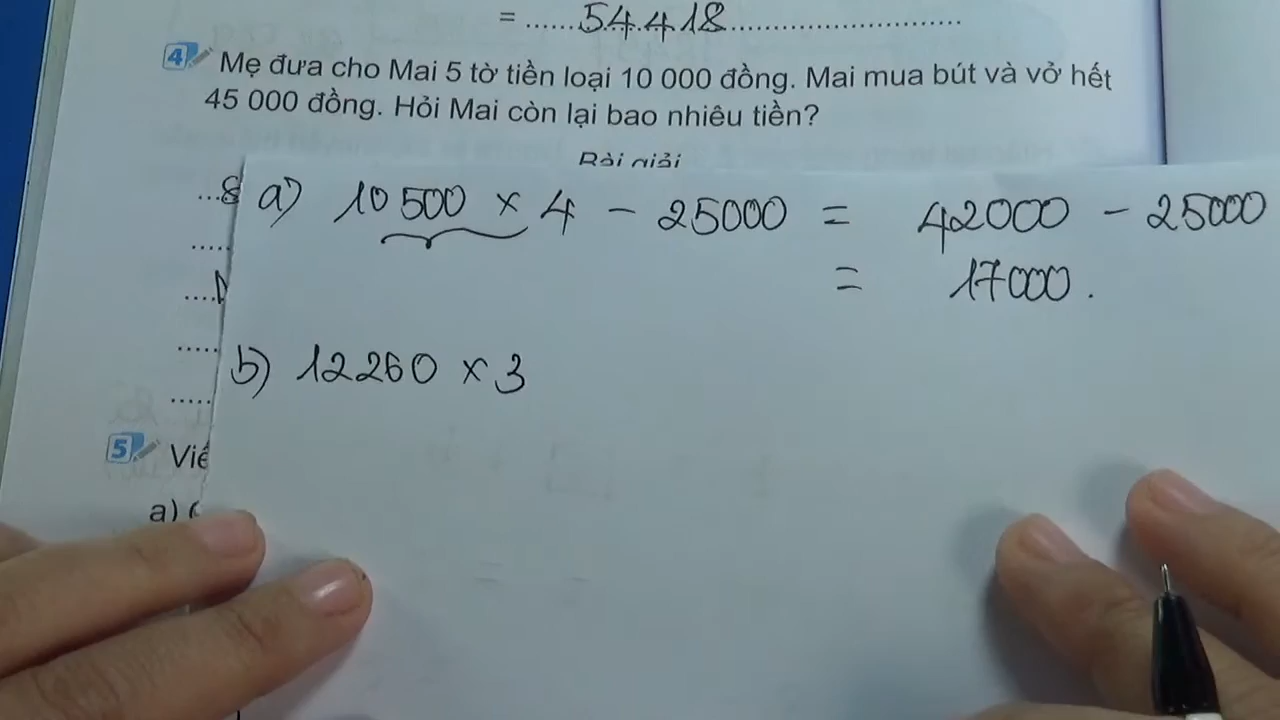 = ......54.418..............................
4 Mẹ đưa cho Mai 5 tờ tiền loại 10 000 đồng. Mai mua bút và vở hết
45 000 đồng. Hỏi Mai còn lại bao nhiêu tiền?
Bài giải
a) 10 500 × 4 - 25000 = 42000 - 25000
= 17000.
b) 12260 × 3
5 Viế
a)